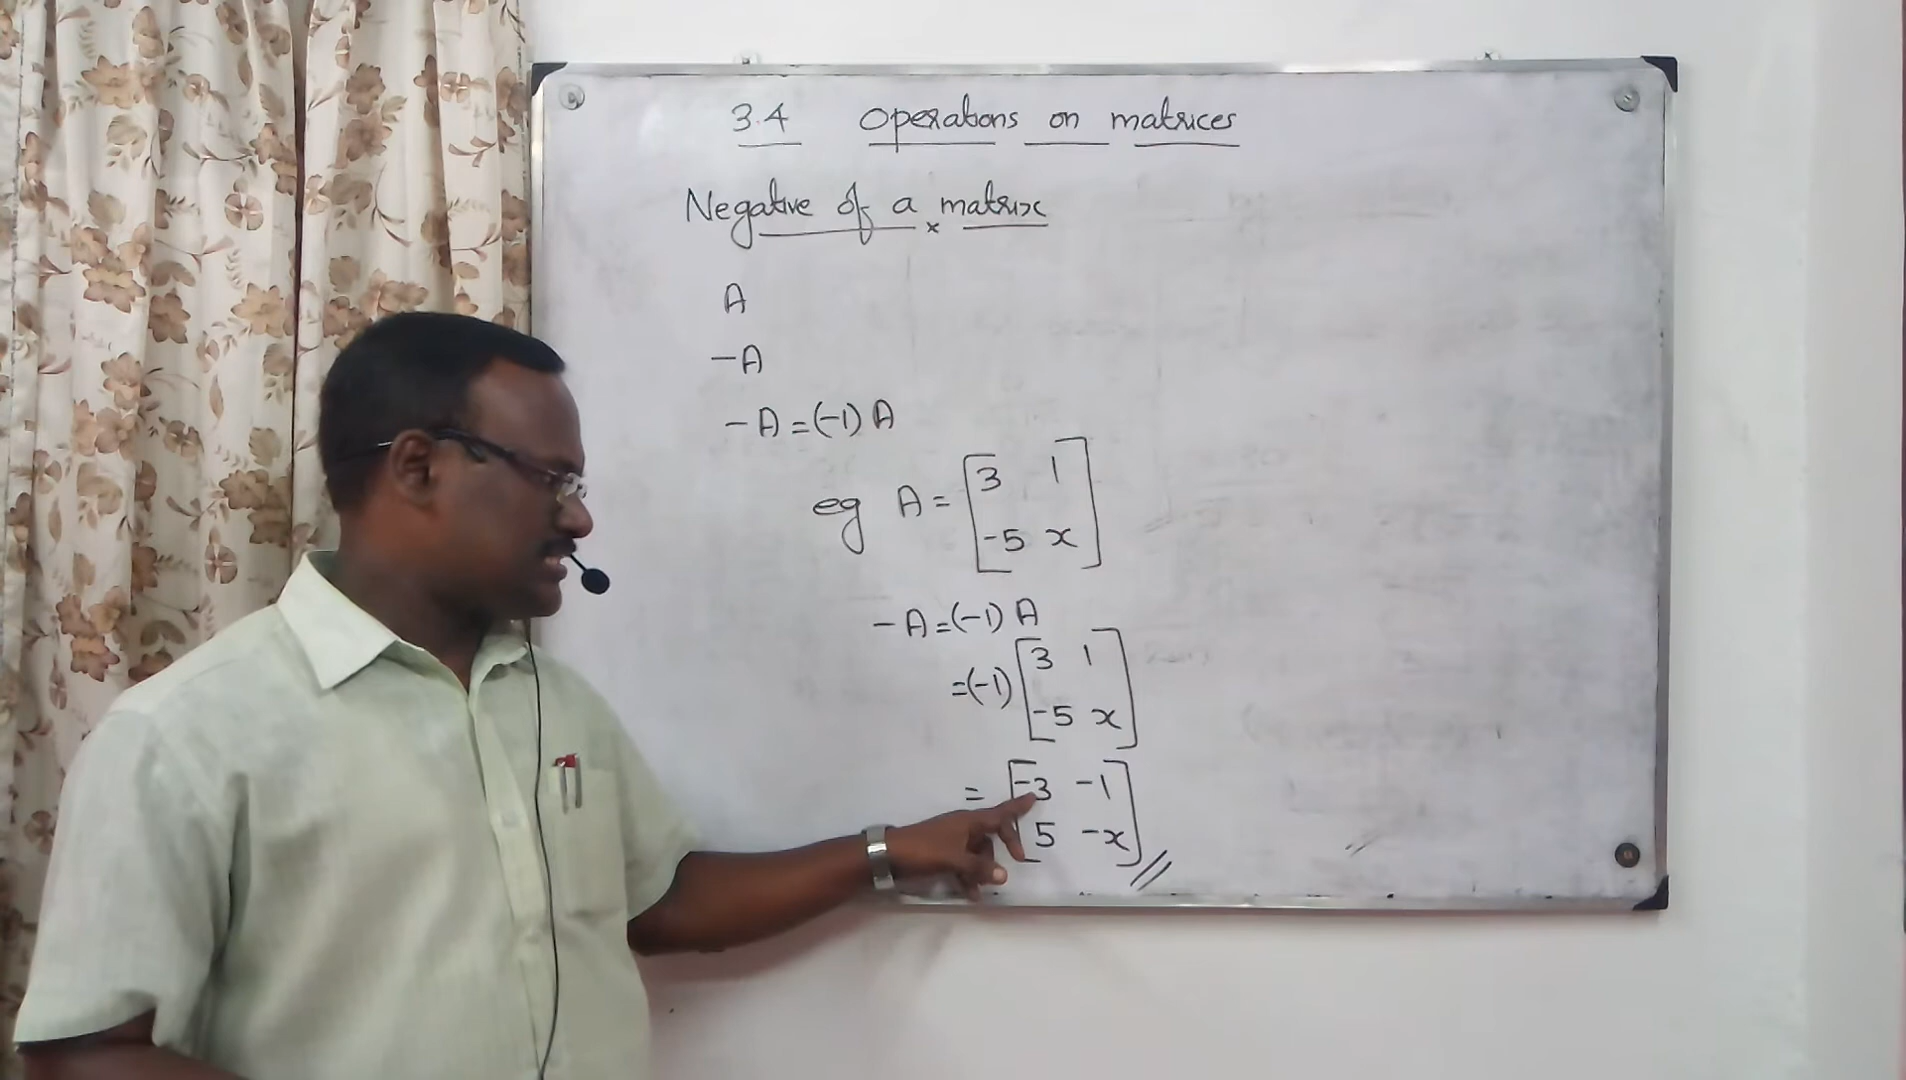 3.4 Operations on matrices
Negative of a matrix
A
-A
-A=(-1) A
eg A = [3 1
-5 x]
-A=(-1) A
=(-1) [3 1
-5 x]
= [-3 -1
5 -x]